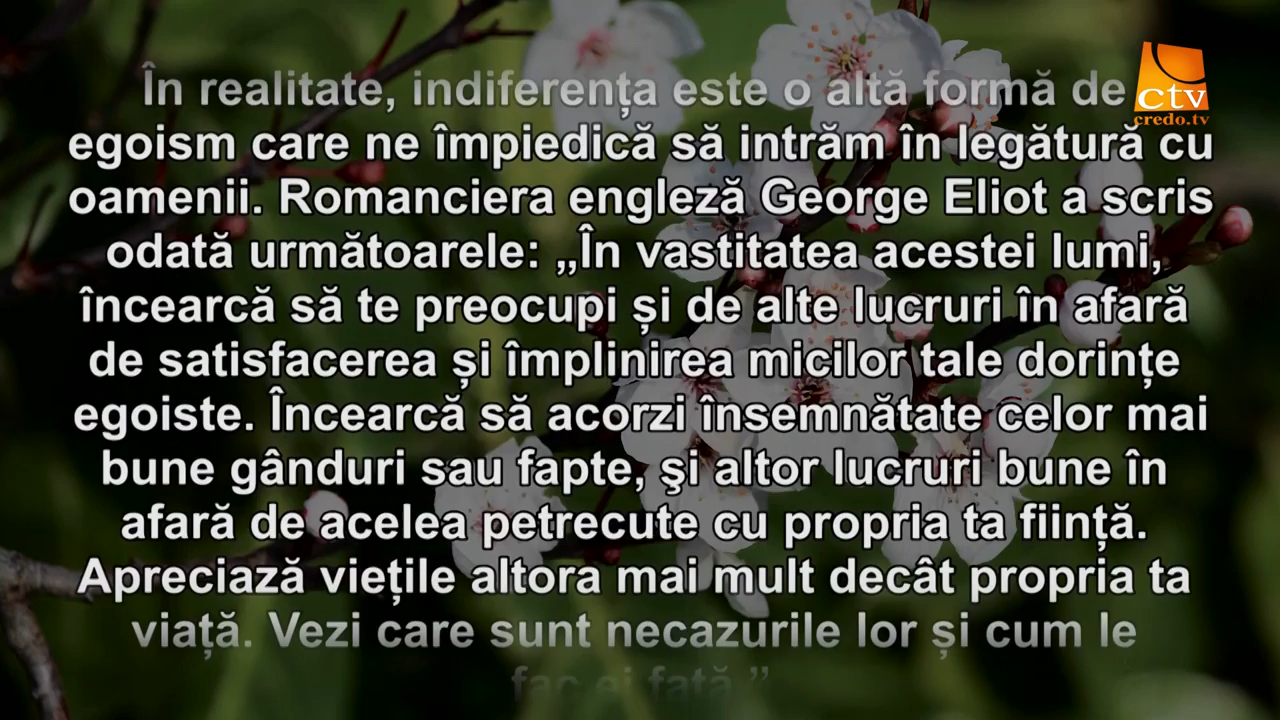 În realitate, indiferența este o altă formă de
egoism care ne împiedică să intrăm în legătură cu
oamenii. Romanciera engleză George Eliot a scris
odată următoarele: „În vastitatea acestei lumi,
încearcă să te preocupi și de alte lucruri în afară
de satisfacerea și împlinirea micilor tale dorințe
egoiste. Încearcă să acorzi însemnătate celor mai
bune gânduri sau fapte, şi altor lucruri bune în
afară de acelea petrecute cu propria ta ființă.
Apreciază viețile altora mai mult decât propria ta
viață. Vezi care sunt necazurile lor și cum le
fac ei față.”
ctv
credo.tv